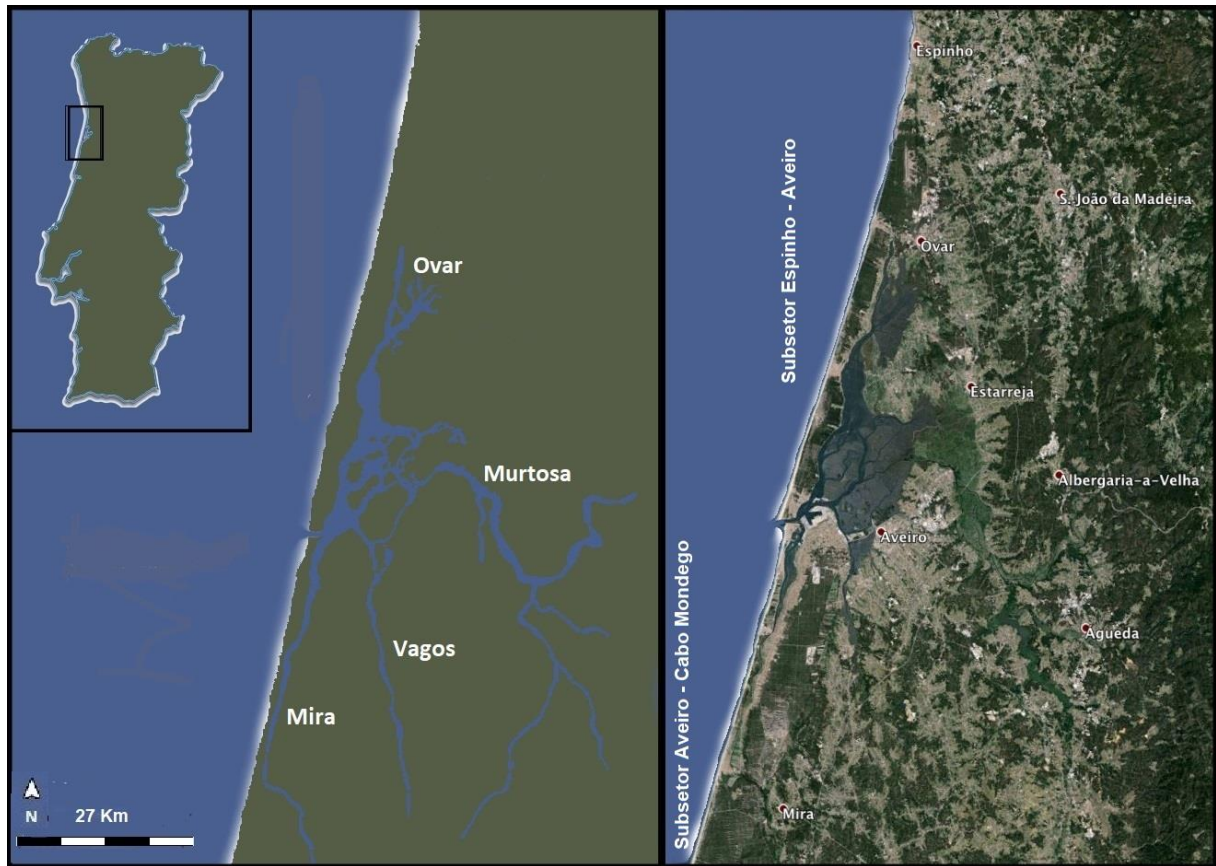 Ovar
Murtosa
Vagos
Mira
N
27 Km
Subsetor Espinho - Aveiro
Subsetor Aveiro - Cabo Mondego
Espinho
S. João da Madeira
Ovar
Estarreja
Albergaria-a-Velha
Aveiro
Águeda
Mira